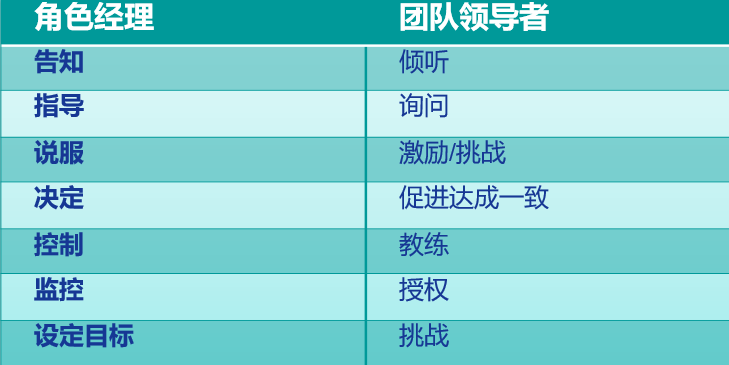 角色经理 团队领导者
告知 倾听
指导 询问
说服 激励/挑战
决定 促进达成一致
控制 教练
监控 授权
设定目标 挑战